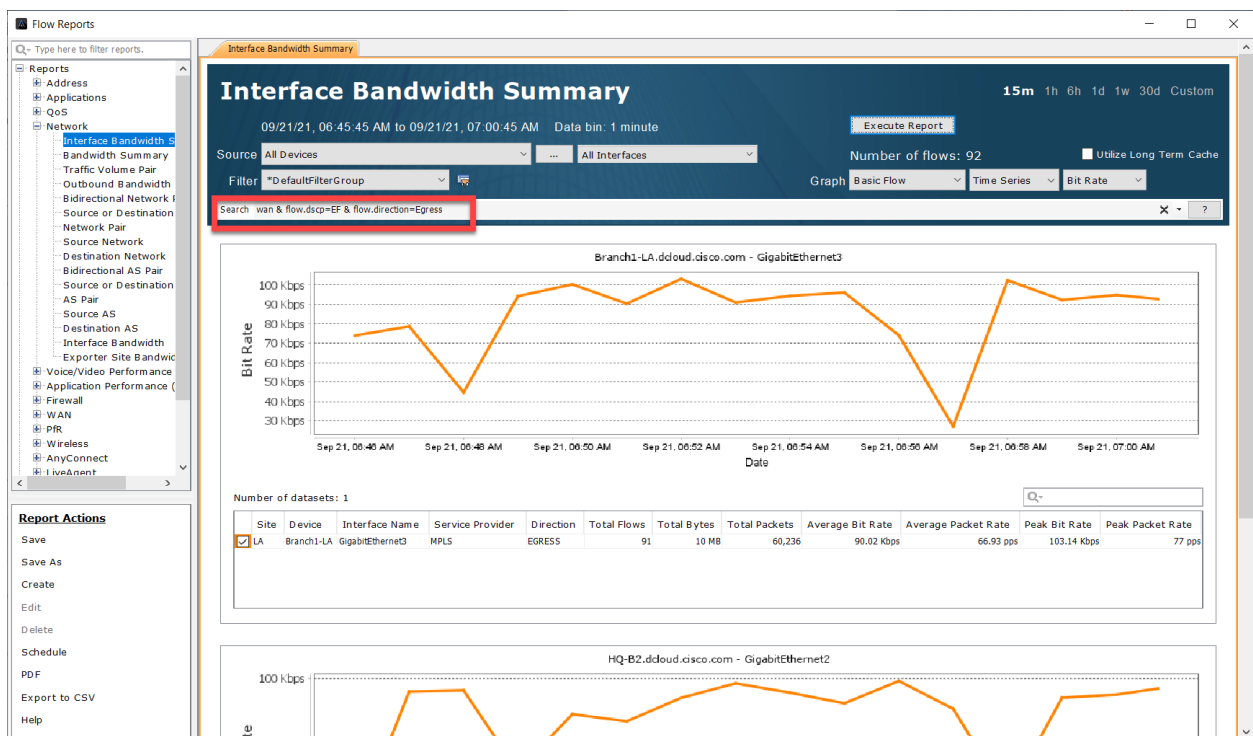 Flow Reports
Type here to filter reports.
Reports
Address
Applications
QoS
Network
Interface Bandwidth S
Bandwidth Summary
Traffic Volume Pair
Outbound Bandwidth
Bidirectional Network
Source or Destination
Network Pair
Source Network
Destination Network
Bidirectional AS Pair
Source or Destination
AS Pair
Source AS
Destination AS
Interface Bandwidth
Exporter Site Bandwid
Voice/Video Performance
Application Performance (
Firewall
WAN
PfR
Wireless
AnyConnect
LiveAgent
Report Actions
Save
Save As
Create
Edit
Delete
Schedule
PDF
Export to CSV
Help
Interface Bandwidth Summary
Interface Bandwidth Summary
15m 1h 6h 1d 1w 30d Custom
09/21/21, 06:45:45 AM to 09/21/21, 07:00:45 AM Data bin: 1 minute
Execute Report
Source All Devices ... All Interfaces
Number of flows: 92
Utilize Long Term Cache
Filter *DefaultFilterGroup
Graph Basic Flow Time Series Bit Rate
Search wan & flow.dscp=EF & flow.direction=Egress
?
Branch1-LA.dcloud.cisco.com - GigabitEthernet3
100 Kbps
90 Kbps
80 Kbps
70 Kbps
60 Kbps
50 Kbps
40 Kbps
30 Kbps
Bit Rate
Sep 21, 06:46 AM Sep 21, 06:48 AM Sep 21, 06:50 AM Sep 21, 06:52 AM Sep 21, 06:54 AM Sep 21, 06:56 AM Sep 21, 06:58 AM Sep 21, 07:00 AM
Date
Number of datasets: 1
Site Device Interface Name Service Provider Direction Total Flows Total Bytes Total Packets Average Bit Rate Average Packet Rate Peak Bit Rate Peak Packet Rate
LA Branch1-LA GigabitEthernet3 MPLS EGRESS 91 10 MB 60,236 90.02 Kbps 66.93 pps 103.14 Kbps 77 pps
HQ-B2.dcloud.cisco.com - GigabitEthernet2
100 Kbps